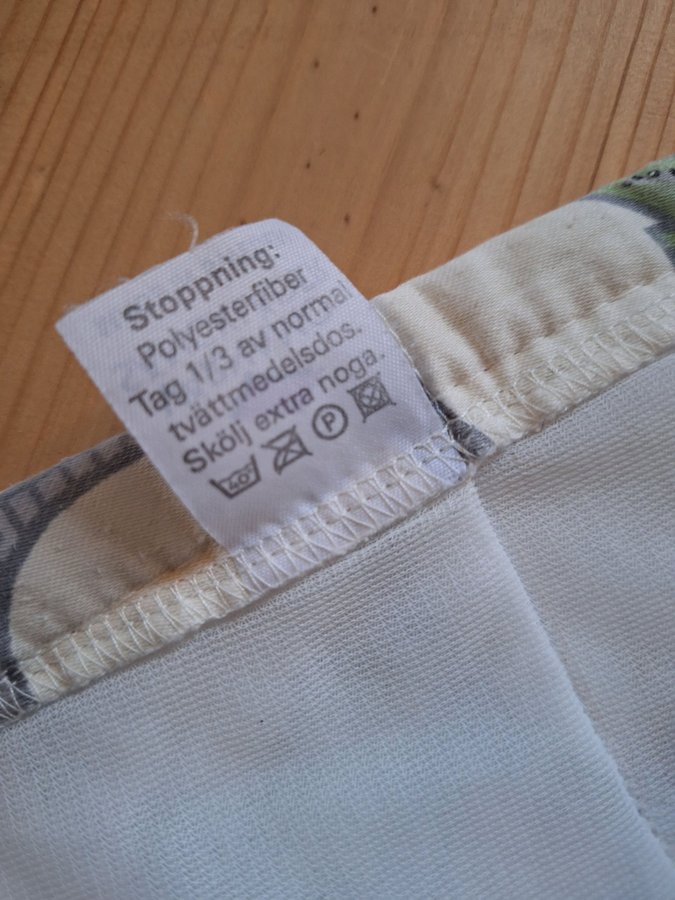 Stoppning:
Polyesterfiber
Tag 1/3 av normal
tvättmedelsdos.
Skölj extra noga.
40° P